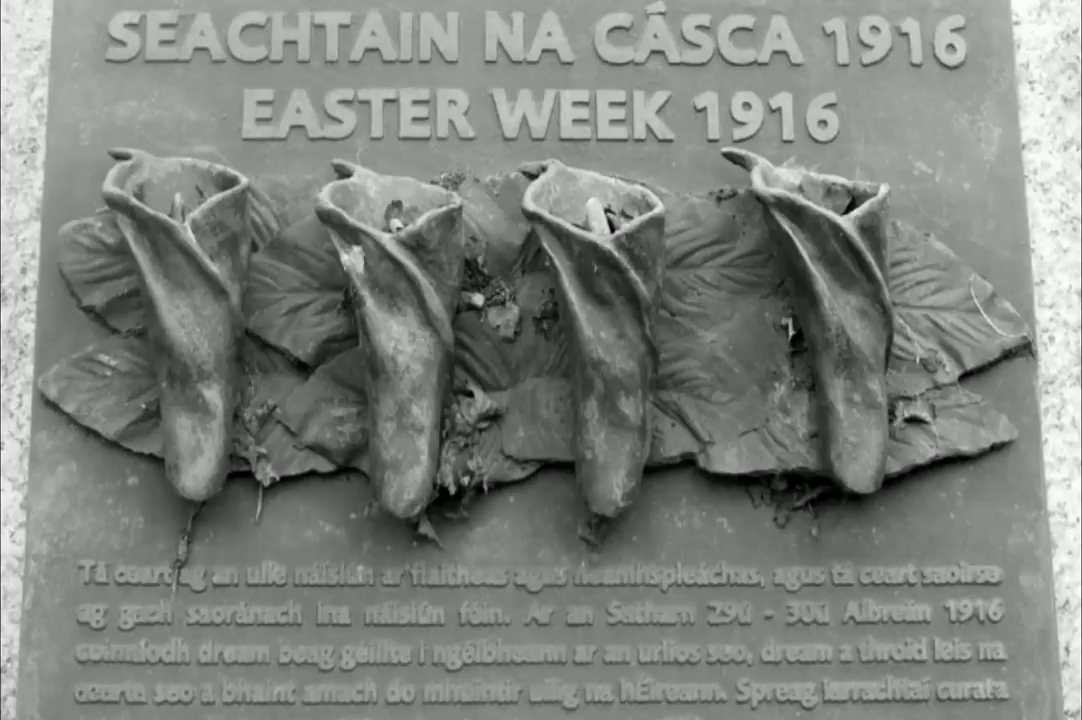 SEACHTAIN NA CÁSCA 1916
EASTER WEEK 1916
Tá ceart ag an uile náisiún ar flaitheas agus neamhspleáchas, agus tá ceart saoirse
ag gach saoránach ina náisiún féin. Ar an Satharn 29ú - 30ú Aibreán 1916
coinníodh dream beag géillte i ngéibheann ar an urlios seo, dream a throid leis na
cearta seo a bhaint amach do mhuintir uilig na hÉireann. Spreag iarrachtaí curata